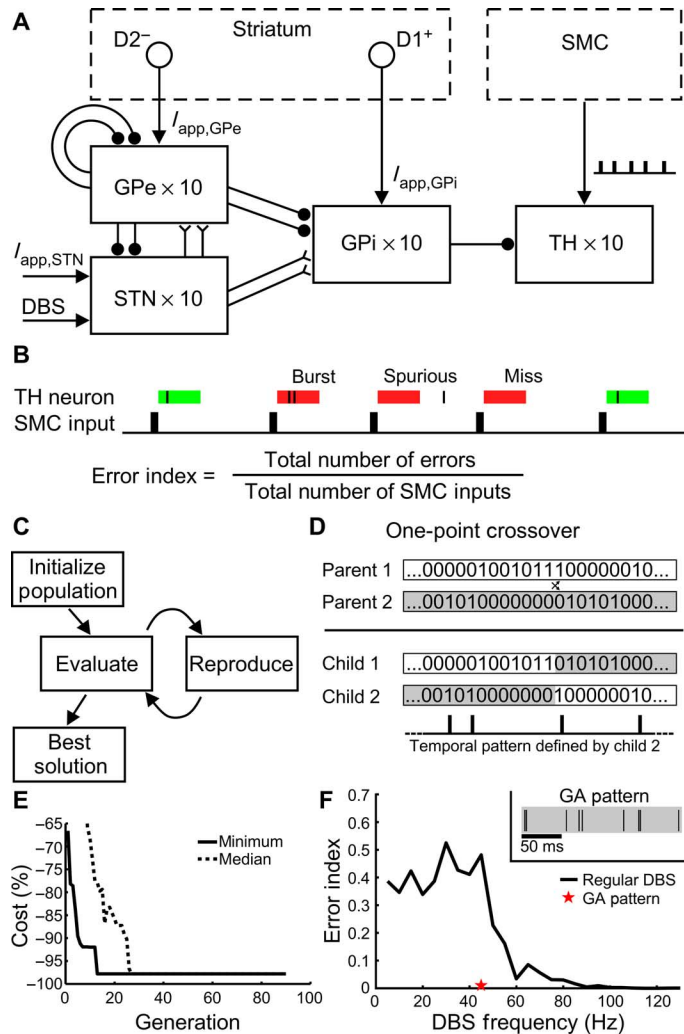 A
Striatum
SMC
D2⁻
D1⁺
I app,GPe
I app,GPi
GPe × 10
GPi × 10
TH × 10
I app,STN
STN × 10
DBS
B
Burst Spurious Miss
TH neuron
SMC input
Error index = Total number of errors
Total number of SMC inputs
C
Initialize
population
Evaluate
Reproduce
Best
solution
D
One-point crossover
Parent 1 ...000001001011100000010...
Parent 2 ...001010000000010101000...
Child 1 ...000001001011010101000...
Child 2 ...001010000000100000010...
Temporal pattern defined by child 2
E
−65
−70
−75
−80
−85
−90
−95
−100
Cost (%)
Minimum
Median
0 20 40 60 80 100
Generation
F
0.7
0.6
0.5
0.4
0.3
0.2
0.1
0
Error index
GA pattern
50 ms
Regular DBS
GA pattern
0 20 40 60 80 100 120
DBS frequency (Hz)